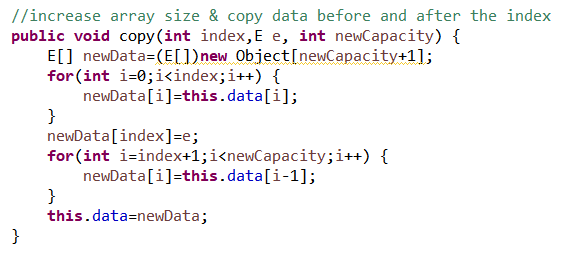 //increase array size & copy data before and after the index
public void copy(int index,E e, int newCapacity) {
    E[] newData=(E[])new Object[newCapacity+1];
    for(int i=0;i<index;i++) {
        newData[i]=this.data[i];
    }
    newData[index]=e;
    for(int i=index+1;i<newCapacity;i++) {
        newData[i]=this.data[i-1];
    }
    this.data=newData;
}